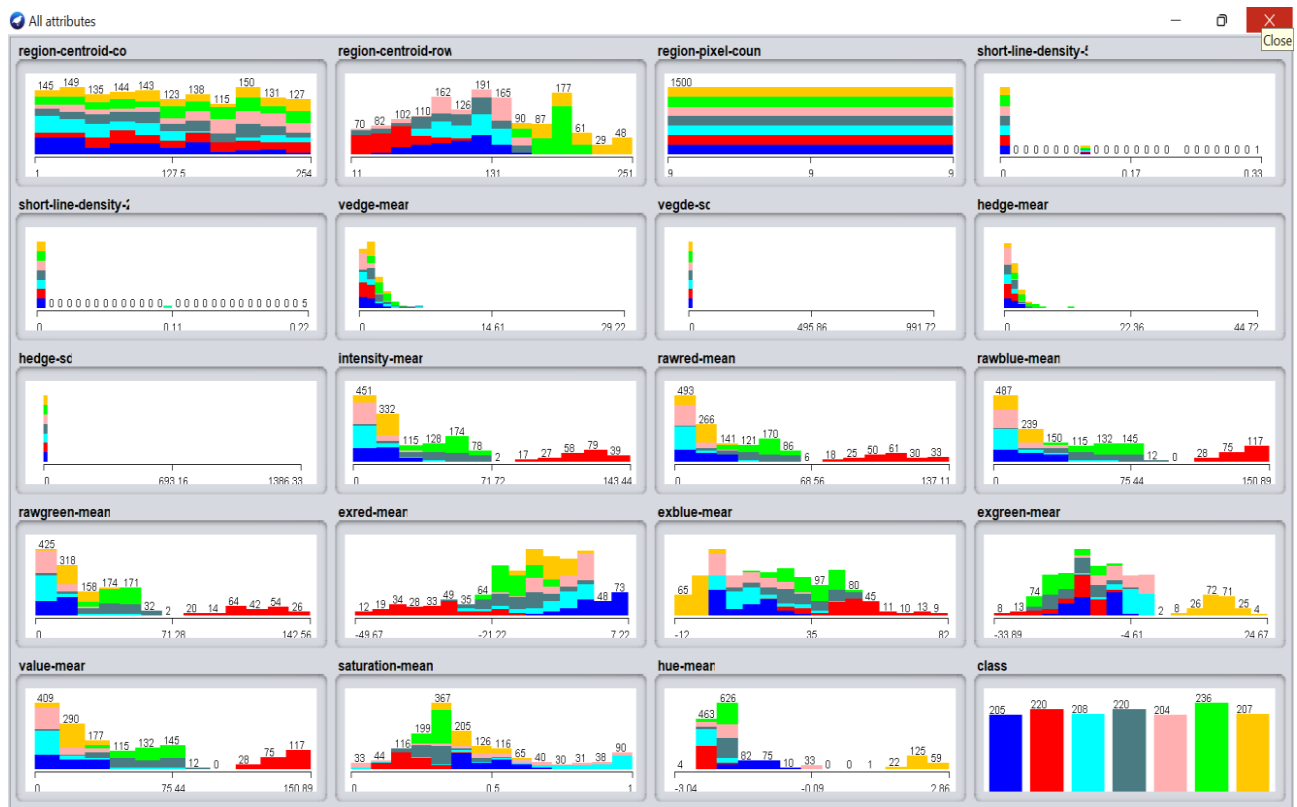 All attributes
Close
region-centroid-co
region-centroid-row
region-pixel-coun
short-line-density-5
145 149 135 144 143 123 138 115 150 131 127
1 127.5 254
70 82 102 110 162 126 191 165 90 87 177 61 29 48
11 131 251
1500
9 9 9
0 0 0 0 0 0 0 0 0 0 0 0 0 0 0 0 0 0 0 0 0 1
0 0.17 0.33
short-line-density-2
vedge-mear
vegde-sc
hedge-mear
0 0 0 0 0 0 0 0 0 0 0 0 0 0 0 0 0 0 0 0 0 0 0 0 0 0 0 0 0 0 5
0 0.11 0.22
0 14.61 29.22
0 495.86 991.72
0 22.36 44.72
hedge-sc
intensity-mear
rawred-mean
rawblue-mean
0 693.16 1386.33
451 332 115 128 174 78 2 17 27 58 79 39
0 71.72 143.44
493 266 141 121 170 86 6 18 25 50 61 30 33
0 68.56 137.11
487 239 150 115 132 145 12 0 28 75 117
0 75.44 150.89
rawgreen-mean
exred-mean
exblue-mear
exgreen-mear
425 318 158 174 171 32 2 20 14 64 42 54 26
0 71.28 142.56
12 19 34 28 33 49 35 64 48 73
-49.67 -21.22 7.22
65 97 80 45 11 10 13 9
-12 35 82
8 13 74 2 8 26 72 71 25 4
-33.89 -4.61 24.67
value-mear
saturation-mean
hue-mean
class
409 290 177 115 132 145 12 0 28 75 117
0 75.44 150.89
33 44 116 199 367 205 126 116 65 40 30 31 38 90
0 0.5 1
4 463 626 82 75 10 33 0 0 1 22 125 59
-3.04 -0.09 2.86
205 220 208 220 204 236 207